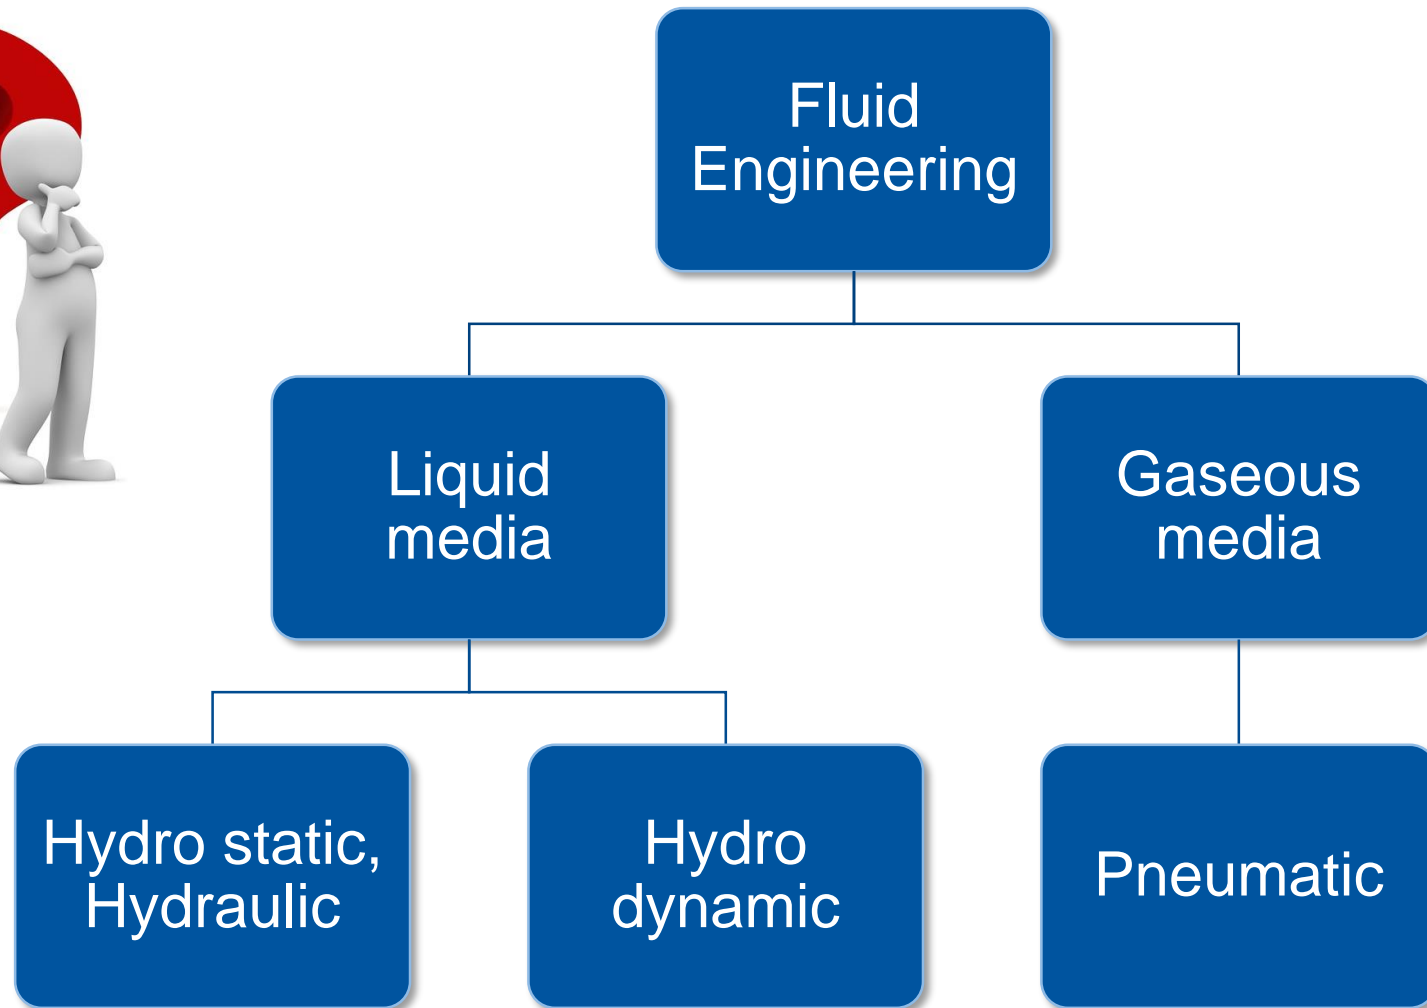 Fluid
Engineering
Liquid
media
Gaseous
media
Hydro static,
Hydraulic
Hydro
dynamic
Pneumatic